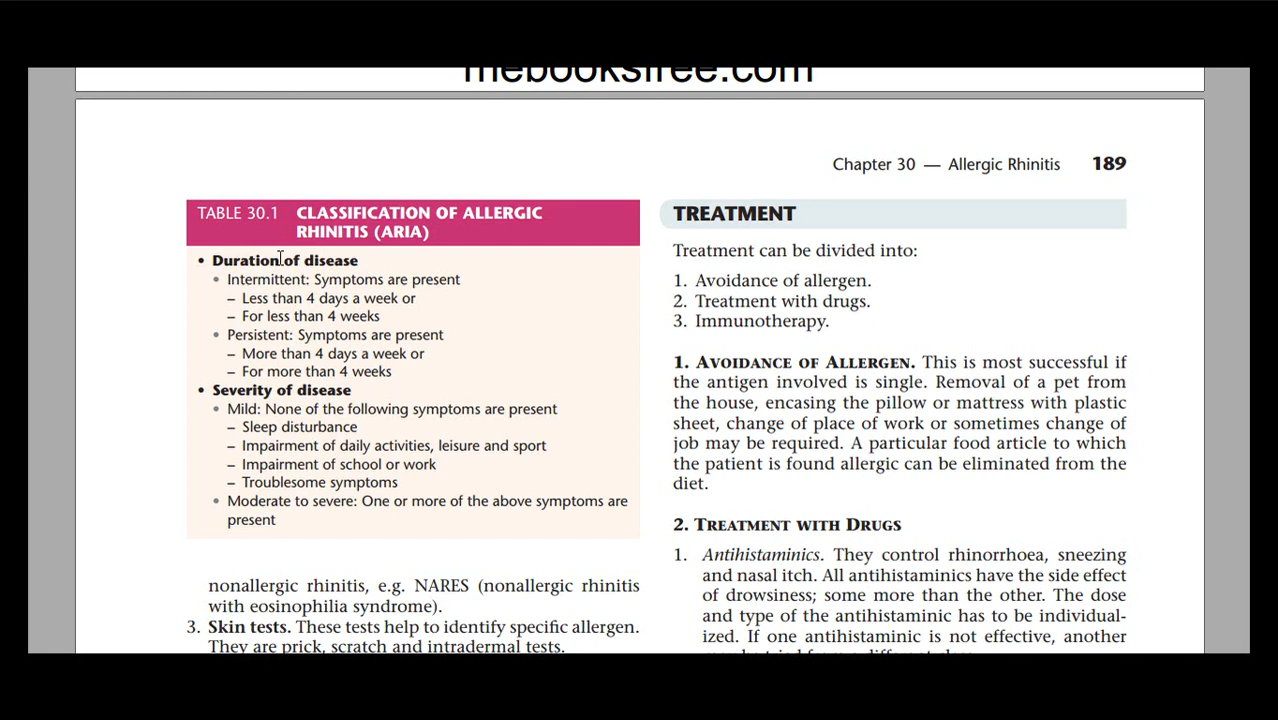 mebooksfree.com
Chapter 30 — Allergic Rhinitis 189
TABLE 30.1 CLASSIFICATION OF ALLERGIC
RHINITIS (ARIA)
• Duration of disease
• Intermittent: Symptoms are present
– Less than 4 days a week or
– For less than 4 weeks
• Persistent: Symptoms are present
– More than 4 days a week or
– For more than 4 weeks
• Severity of disease
• Mild: None of the following symptoms are present
– Sleep disturbance
– Impairment of daily activities, leisure and sport
– Impairment of school or work
– Troublesome symptoms
• Moderate to severe: One or more of the above symptoms are
present
nonallergic rhinitis, e.g. NARES (nonallergic rhinitis
with eosinophilia syndrome).
3. Skin tests. These tests help to identify specific allergen.
They are prick, scratch and intradermal tests.
TREATMENT
Treatment can be divided into:
1. Avoidance of allergen.
2. Treatment with drugs.
3. Immunotherapy.
1. AVOIDANCE OF ALLERGEN. This is most successful if
the antigen involved is single. Removal of a pet from
the house, encasing the pillow or mattress with plastic
sheet, change of place of work or sometimes change of
job may be required. A particular food article to which
the patient is found allergic can be eliminated from the
diet.
2. TREATMENT WITH DRUGS
1. Antihistaminics. They control rhinorrhoea, sneezing
and nasal itch. All antihistaminics have the side effect
of drowsiness; some more than the other. The dose
and type of the antihistaminic has to be individual-
ized. If one antihistaminic is not effective, another